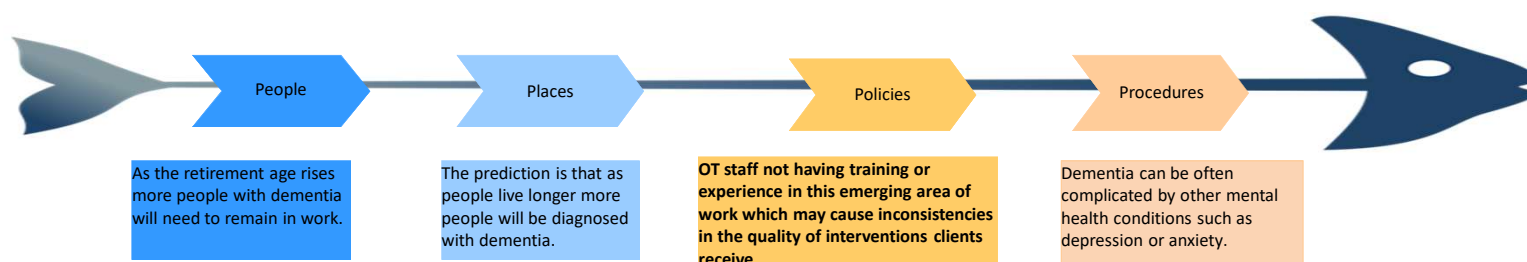 People
Places
Policies
Procedures
As the retirement age rises
more people with dementia
will need to remain in work.
The prediction is that as
people live longer more
people will be diagnosed
with dementia.
OT staff not having training or
experience in this emerging area of
work which may cause inconsistencies
in the quality of interventions clients
receive
Dementia can be often
complicated by other mental
health conditions such as
depression or anxiety.